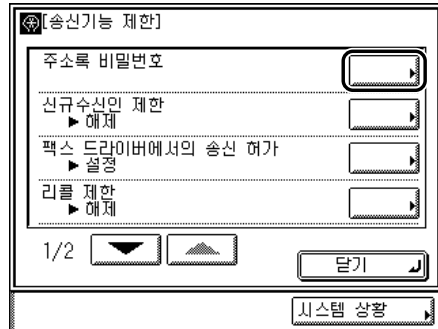 [송신기능 제한]
주소록 비밀번호
신규수신인 제한
▶ 해제
팩스 드라이버에서의 송신 허가
▶ 설정
리콜 제한
▶ 해제
1/2
닫기
시스템 상황